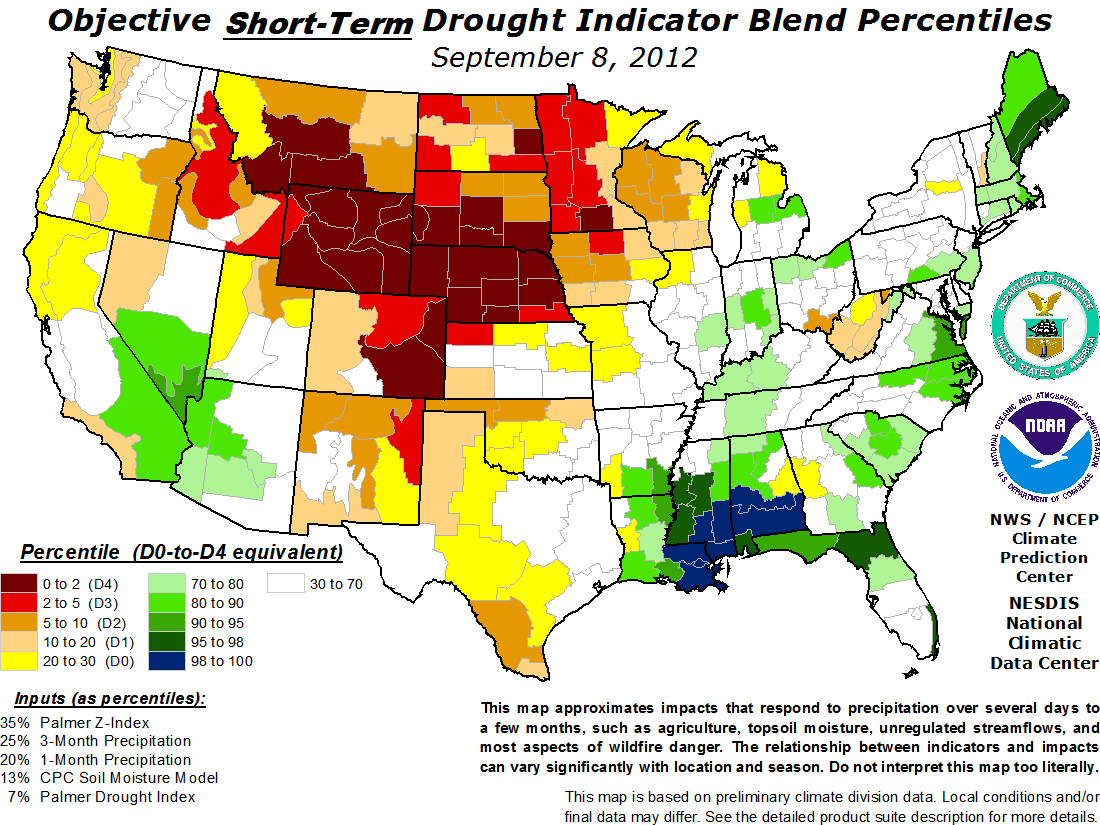 Objective Short-Term Drought Indicator Blend Percentiles
September 8, 2012
DEPARTMENT OF COMMERCE
UNITED STATES OF AMERICA
NATIONAL OCEANIC AND ATMOSPHERIC ADMINISTRATION
NOAA
U.S. DEPARTMENT OF COMMERCE
NWS / NCEP
Climate
Prediction
Center
NESDIS
National
Climatic
Data Center
Percentile (D0-to-D4 equivalent)
0 to 2 (D4)
2 to 5 (D3)
5 to 10 (D2)
10 to 20 (D1)
20 to 30 (D0)
70 to 80
80 to 90
90 to 95
95 to 98
98 to 100
30 to 70
Inputs (as percentiles):
35% Palmer Z-Index
25% 3-Month Precipitation
20% 1-Month Precipitation
13% CPC Soil Moisture Model
7% Palmer Drought Index
This map approximates impacts that respond to precipitation over several days to
a few months, such as agriculture, topsoil moisture, unregulated streamflows, and
most aspects of wildfire danger. The relationship between indicators and impacts
can vary significantly with location and season. Do not interpret this map too literally.
This map is based on preliminary climate division data. Local conditions and/or
final data may differ. See the detailed product suite description for more details.